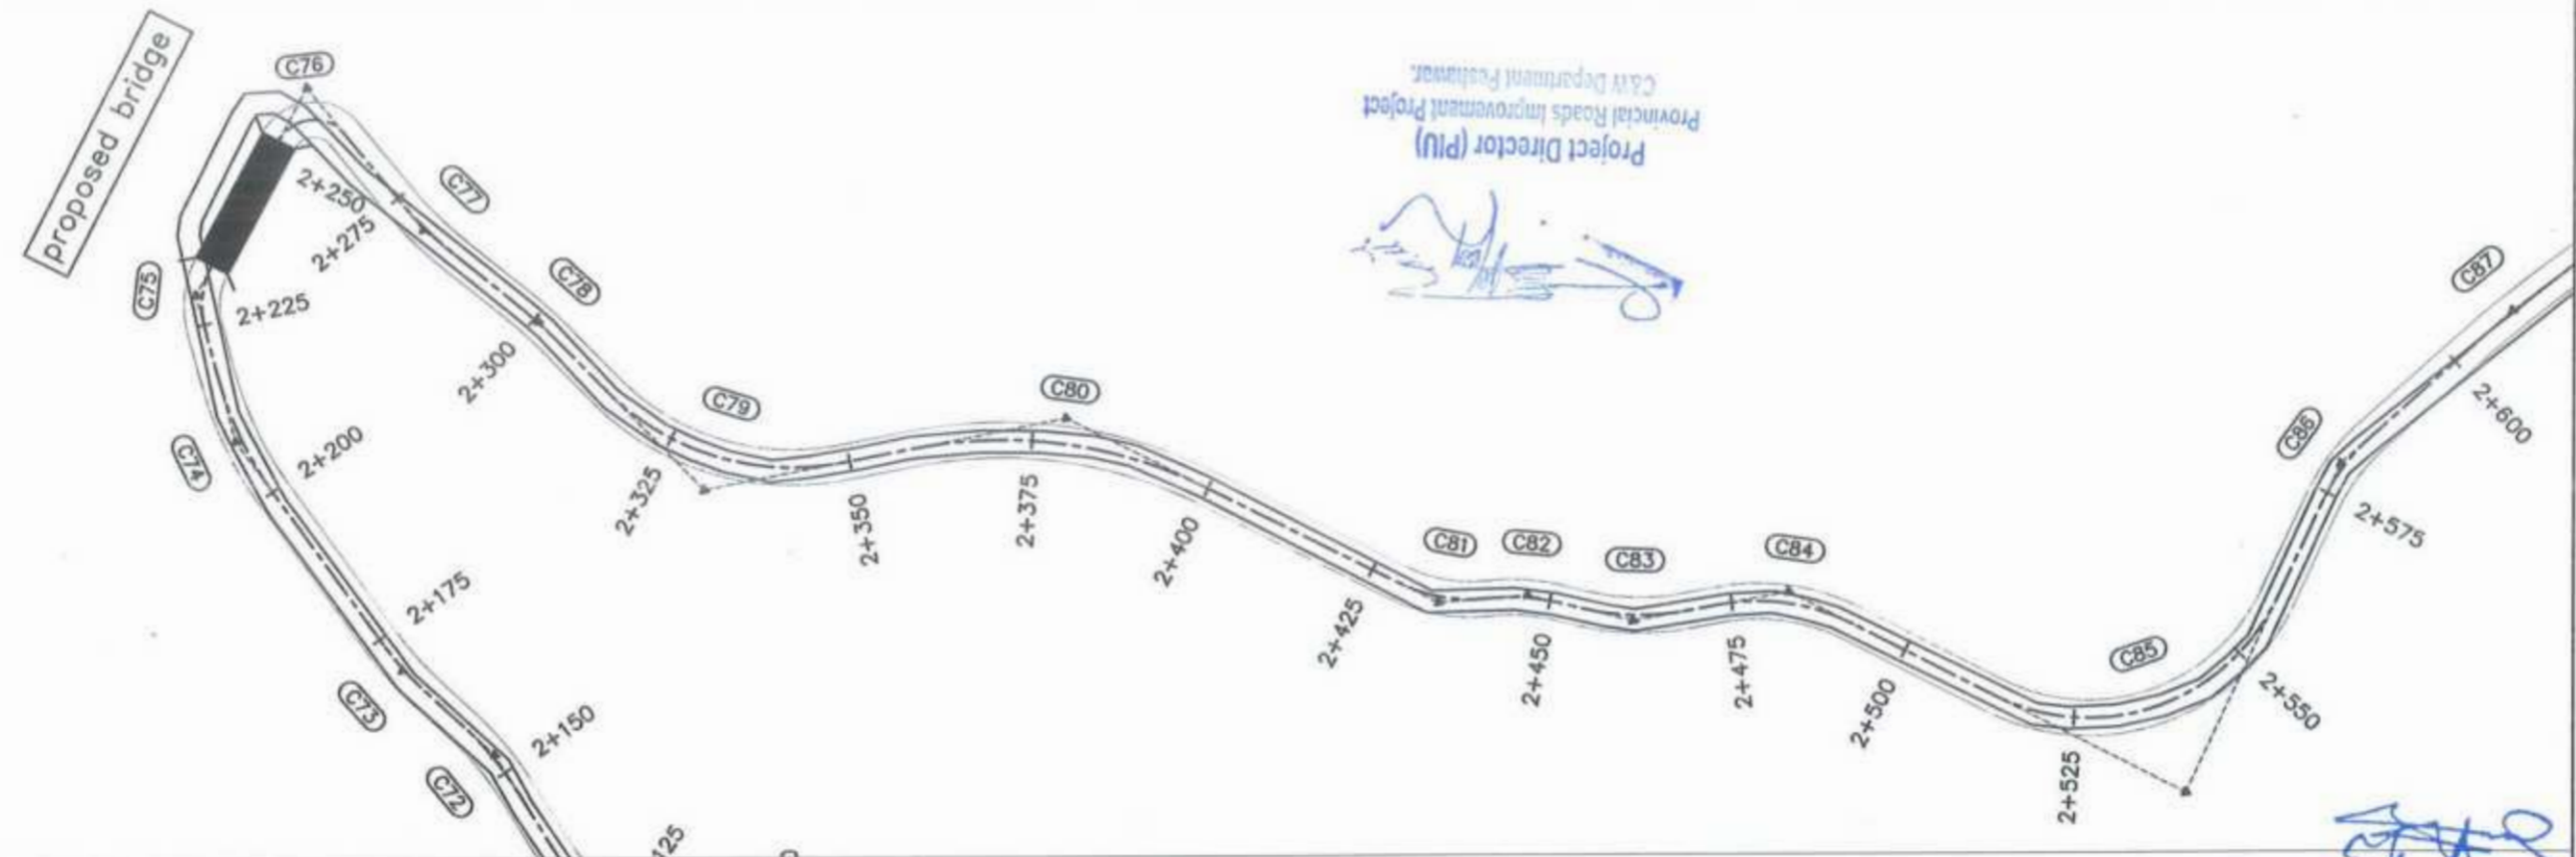 proposed bridge
C76
C77
2+250
2+275
C75
2+225
C78
2+300
C79
C80
C74
2+200
2+325
2+350
2+375
2+400
2+175
C73
2+150
C72
125
C81
C82
C83
C84
2+425
2+450
2+475
2+500
C85
2+525
2+550
C86
2+575
2+600
C87
Project Director (PIU)
Provincial Roads Improvement Project
C&W Department Peshawar.